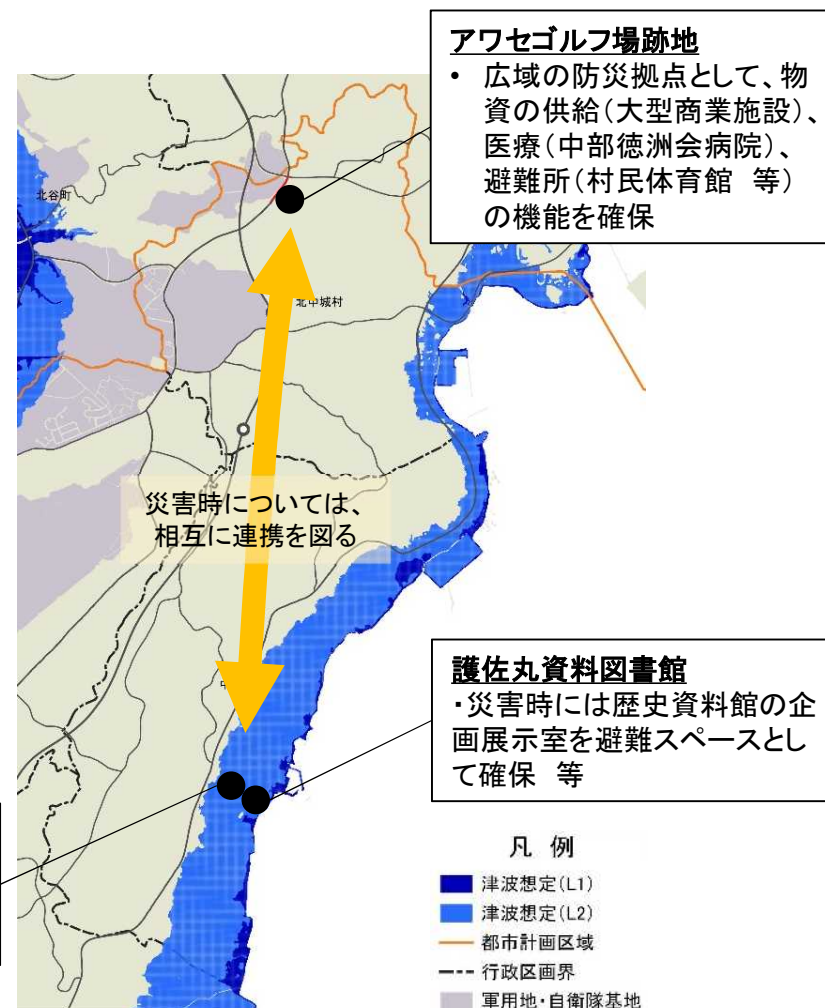 アワセゴルフ場跡地
• 広域の防災拠点として、物
資の供給(大型商業施設)、
医療(中部徳洲会病院)、
避難所(村民体育館 等)
の機能を確保
北谷町
北中城村
災害時については、
相互に連携を図る
中
護佐丸資料図書館
・災害時には歴史資料館の企
画展示室を避難スペースとし
て確保 等
凡 例
津波想定(L1)
津波想定(L2)
都市計画区域
行政区画界
軍用地・自衛隊基地